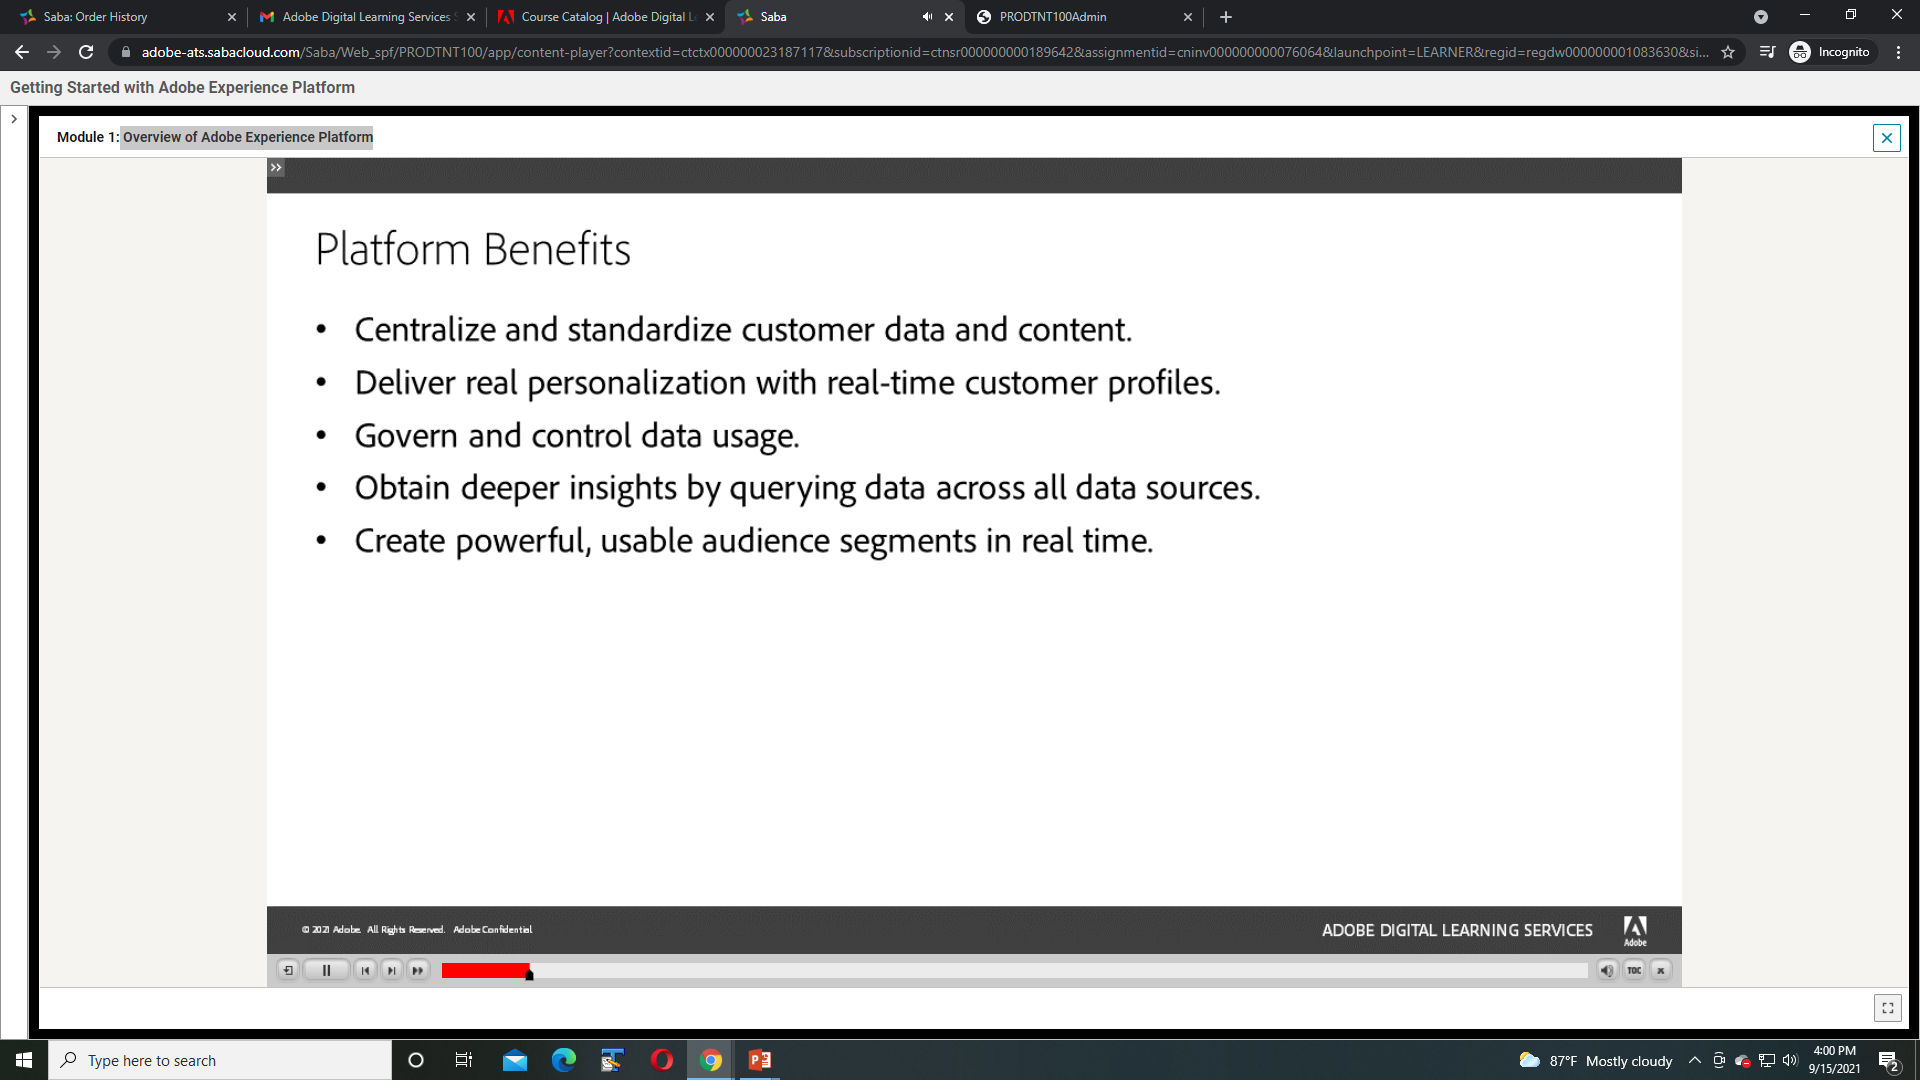 Saba: Order History
Adobe Digital Learning Services
Course Catalog | Adobe Digital L
Saba
PRODTNT100Admin
adobe-ats.sabacloud.com/Saba/Web_spf/PRODTNT100/app/content-player?contextid=ctctx000000023187117&subscriptionid=ctnsr000000000189642&assignmentid=cninv000000000076064&launchpoint=LEARNER&regid=regdw000000001083630&si...
Incognito
Getting Started with Adobe Experience Platform
Module 1: Overview of Adobe Experience Platform
Platform Benefits
• Centralize and standardize customer data and content.
• Deliver real personalization with real-time customer profiles.
• Govern and control data usage.
• Obtain deeper insights by querying data across all data sources.
• Create powerful, usable audience segments in real time.
© 2021 Adobe. All Rights Reserved. Adobe Confidential
ADOBE DIGITAL LEARNING SERVICES
Adobe
TOC
Type here to search
87°F Mostly cloudy
4:00 PM
9/15/2021
2